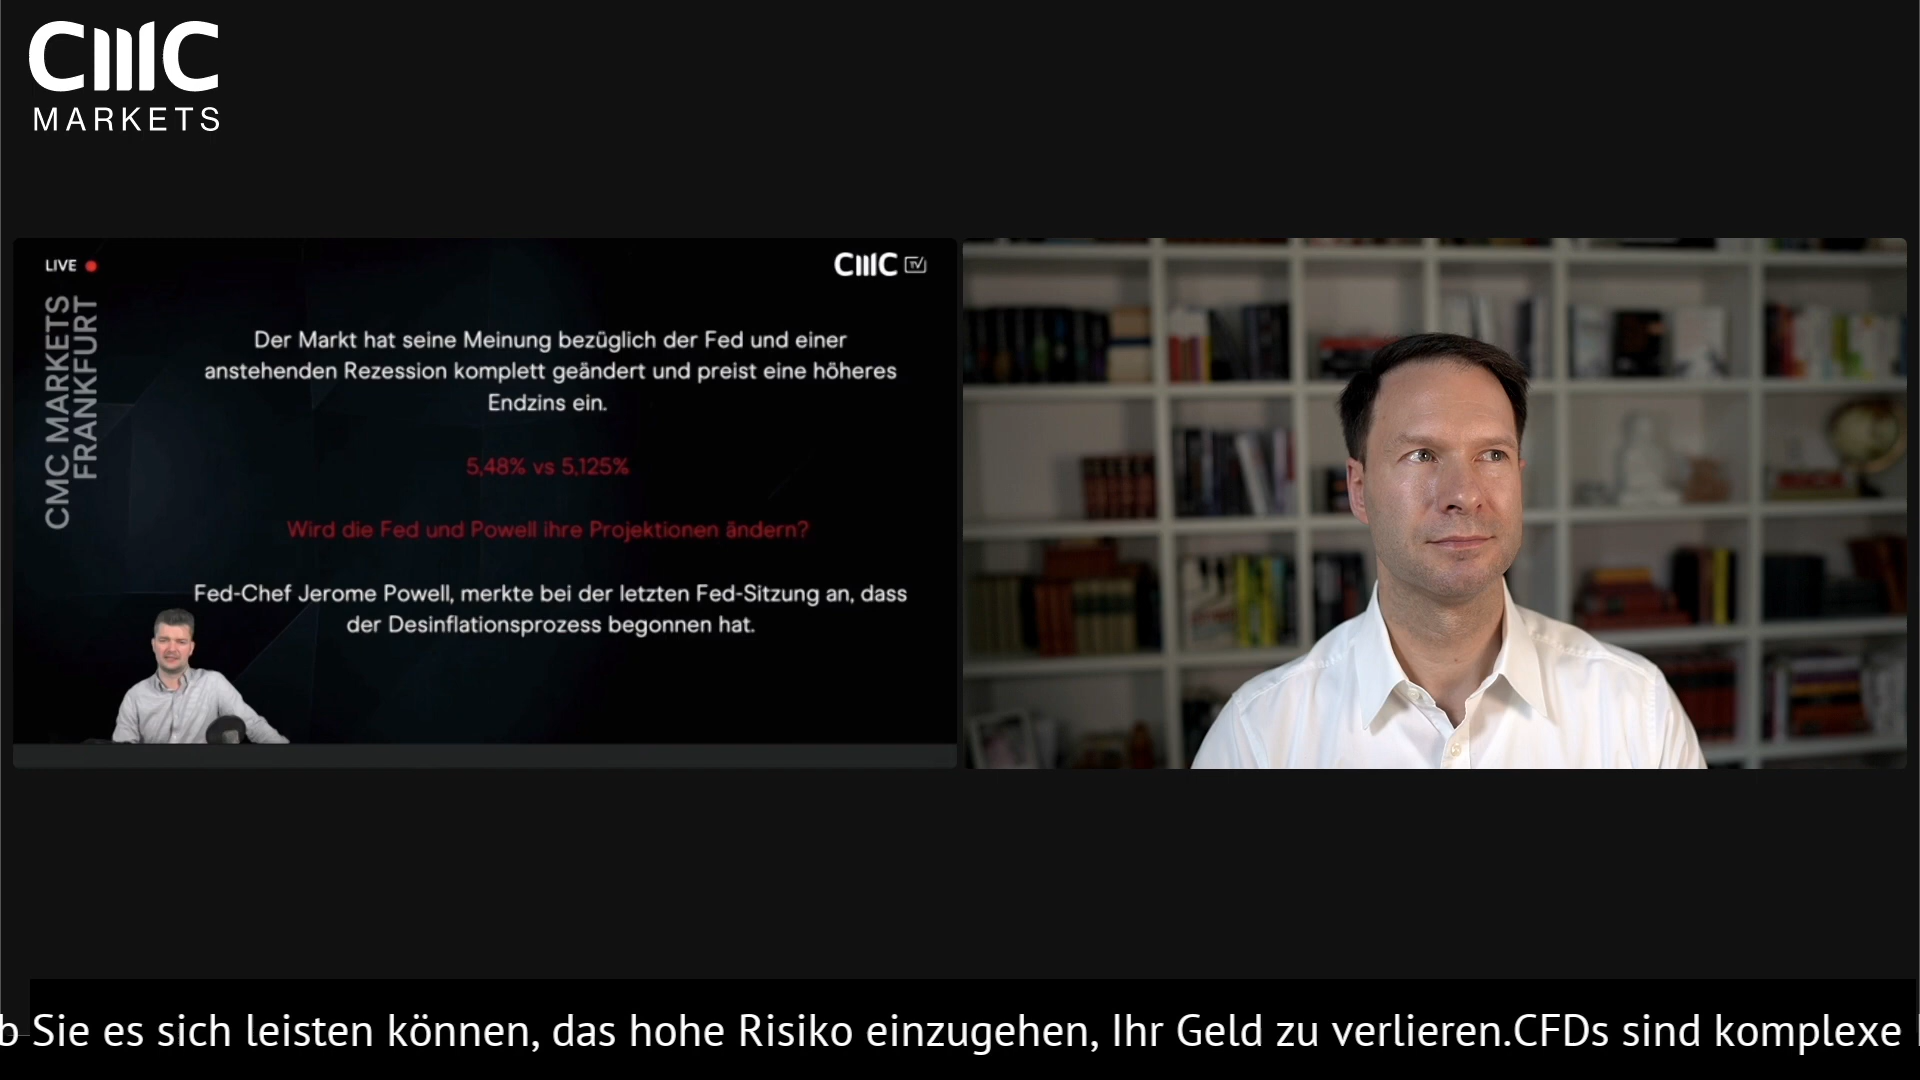 CMC
MARKETS
LIVE
CMC TV
CMC MARKETS
FRANKFURT
Der Markt hat seine Meinung bezüglich der Fed und einer
anstehenden Rezession komplett geändert und preist eine höheres
Endzins ein.
5,48% vs 5,125%
Wird die Fed und Powell ihre Projektionen ändern?
Fed-Chef Jerome Powell, merkte bei der letzten Fed-Sitzung an, dass
der Desinflationsprozess begonnen hat.
b Sie es sich leisten können, das hohe Risiko einzugehen, Ihr Geld zu verlieren.CFDs sind komplexe